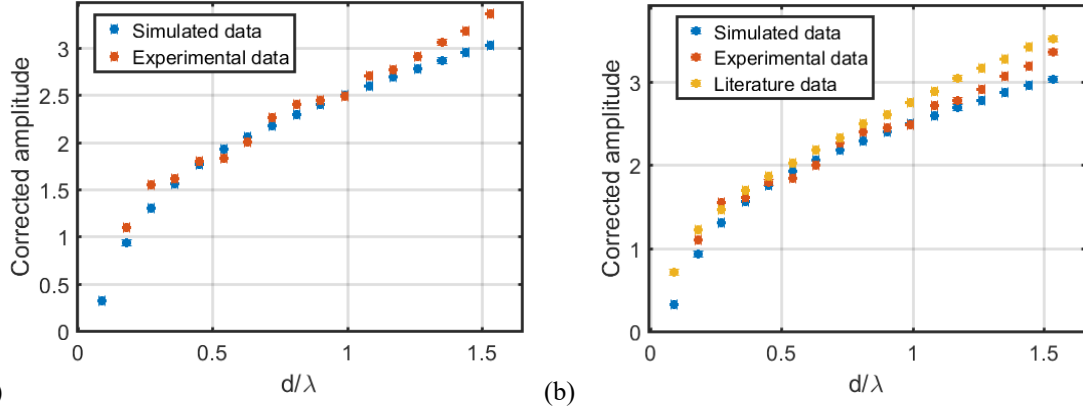 Simulated data
Experimental data
Corrected amplitude
3
2.5
2
1.5
1
0.5
0
0 0.5 1 1.5
d/λ
)
Simulated data
Experimental data
Literature data
Corrected amplitude
3
2
1
0
0 0.5 1 1.5
d/λ
(b)